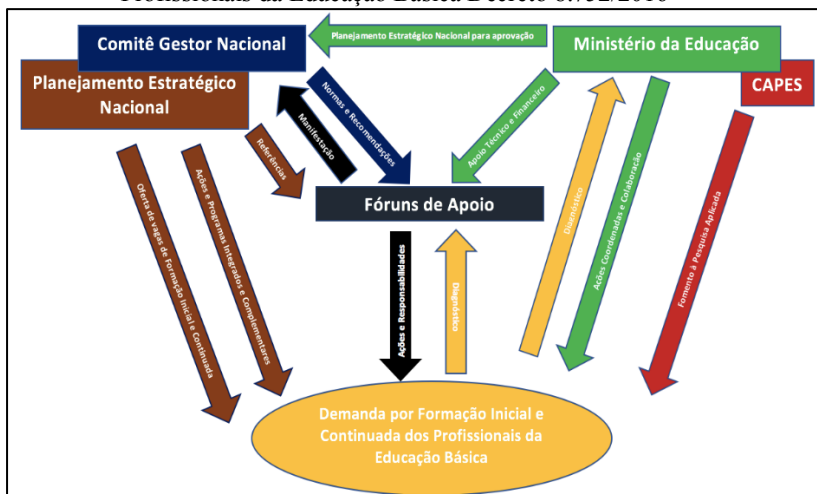 Profissionais da Educação Básica Decreto 8.752/2016
Comitê Gestor Nacional
Planejamento Estratégico Nacional para aprovação
Ministério da Educação
Planejamento Estratégico
Nacional
CAPES
Normas e Recomendações
Manifestação
Referências
Apoio Técnico e Financeiro
Fóruns de Apoio
Oferta de vagas de Formação Inicial e Continuada
Ações e Programas Integrados e Complementares
Ações e Responsabilidades
Diagnóstico
Diagnóstico
Ações Coordenadas e Colaboração
Fomento à Pesquisa Aplicada
Demanda por Formação Inicial e
Continuada dos Profissionais da
Educação Básica